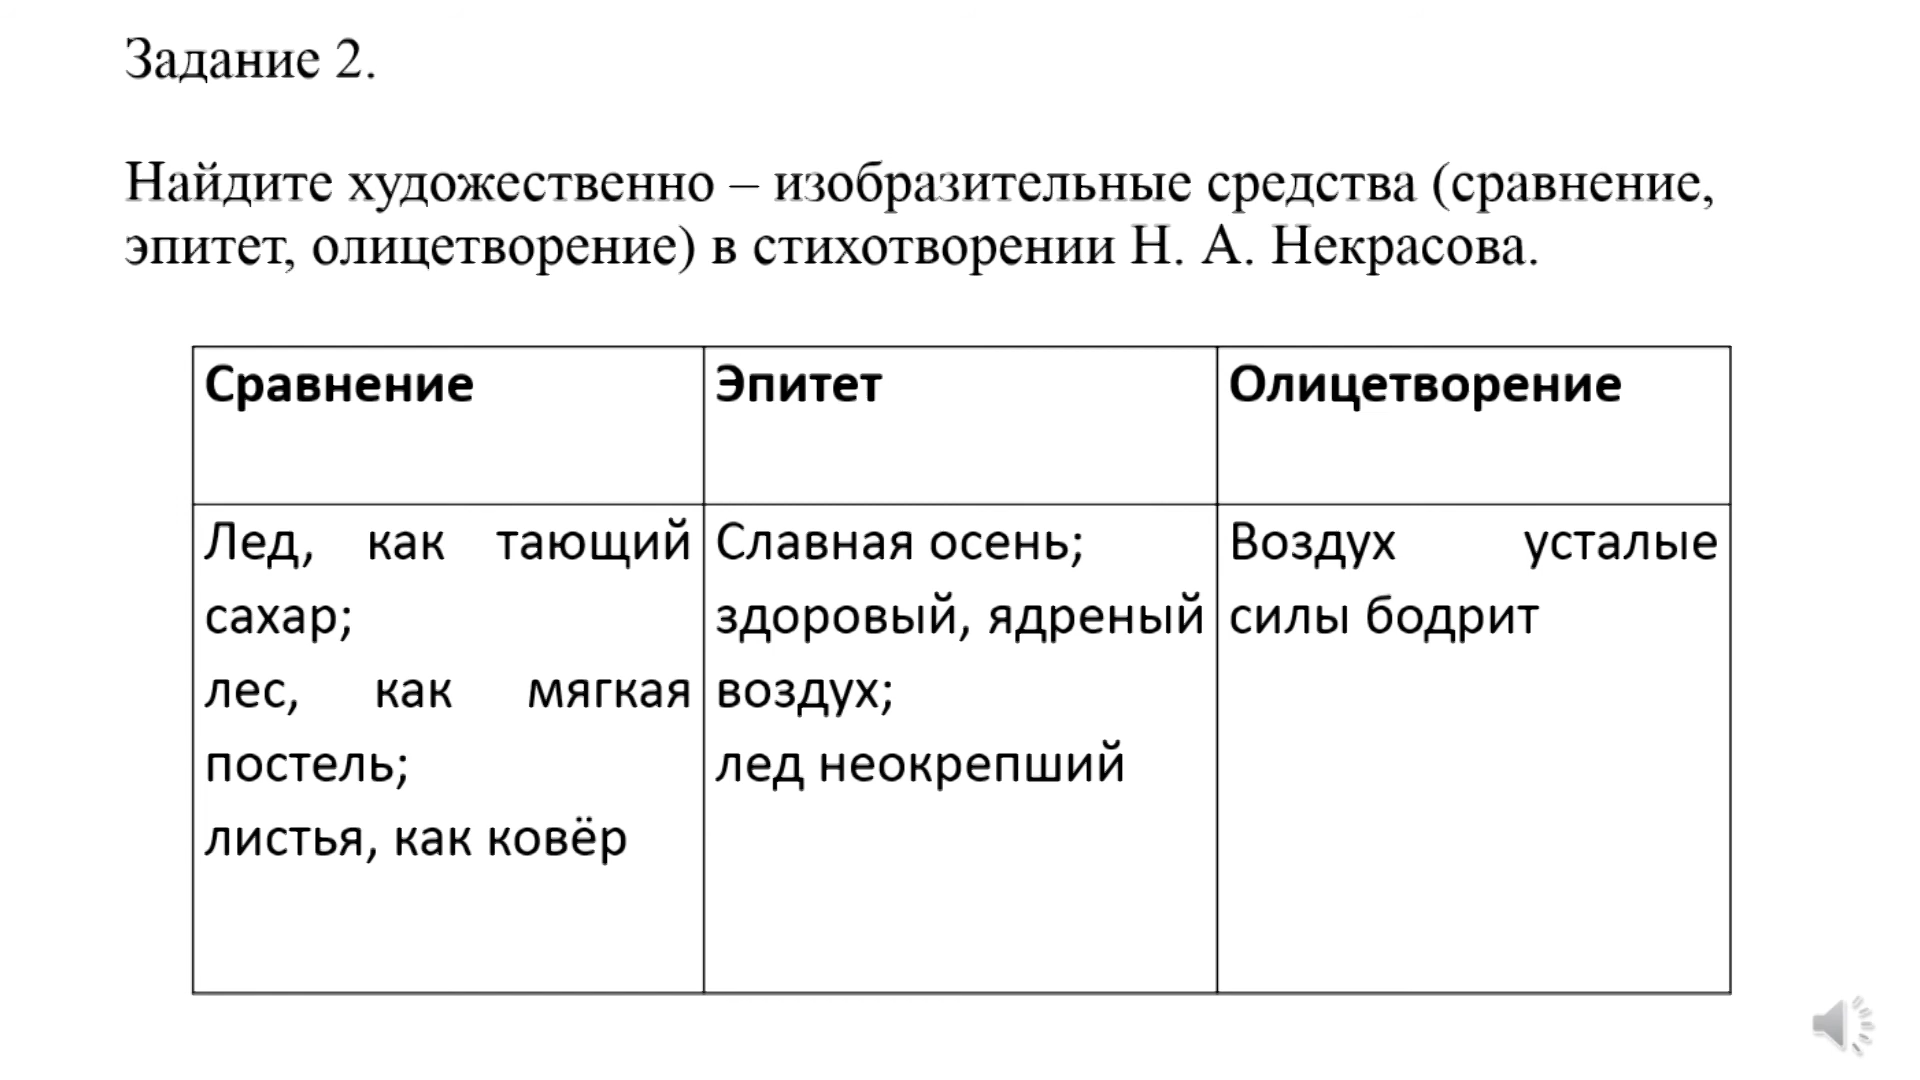 Задание 2.
Найдите художественно – изобразительные средства (сравнение,
эпитет, олицетворение) в стихотворении Н. А. Некрасова.
Сравнение
Эпитет
Олицетворение
Лед, как тающий
сахар;
лес, как мягкая
постель;
листья, как ковёр
Славная осень;
здоровый, ядреный
воздух;
лед неокрепший
Воздух усталые
силы бодрит